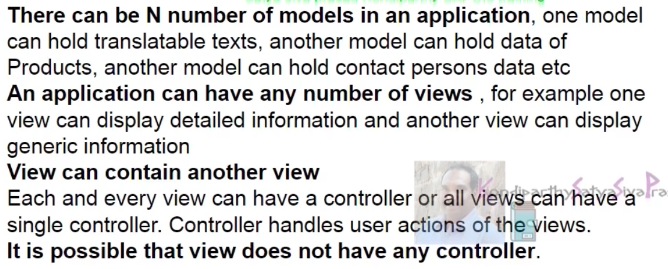 There can be N number of models in an application, one model
can hold translatable texts, another model can hold data of
Products, another model can hold contact persons data etc
An application can have any number of views , for example one
view can display detailed information and another view can display
generic information
View can contain another view
Each and every view can have a controller or all views can have a
single controller. Controller handles user actions of the views.
It is possible that view does not have any controller.